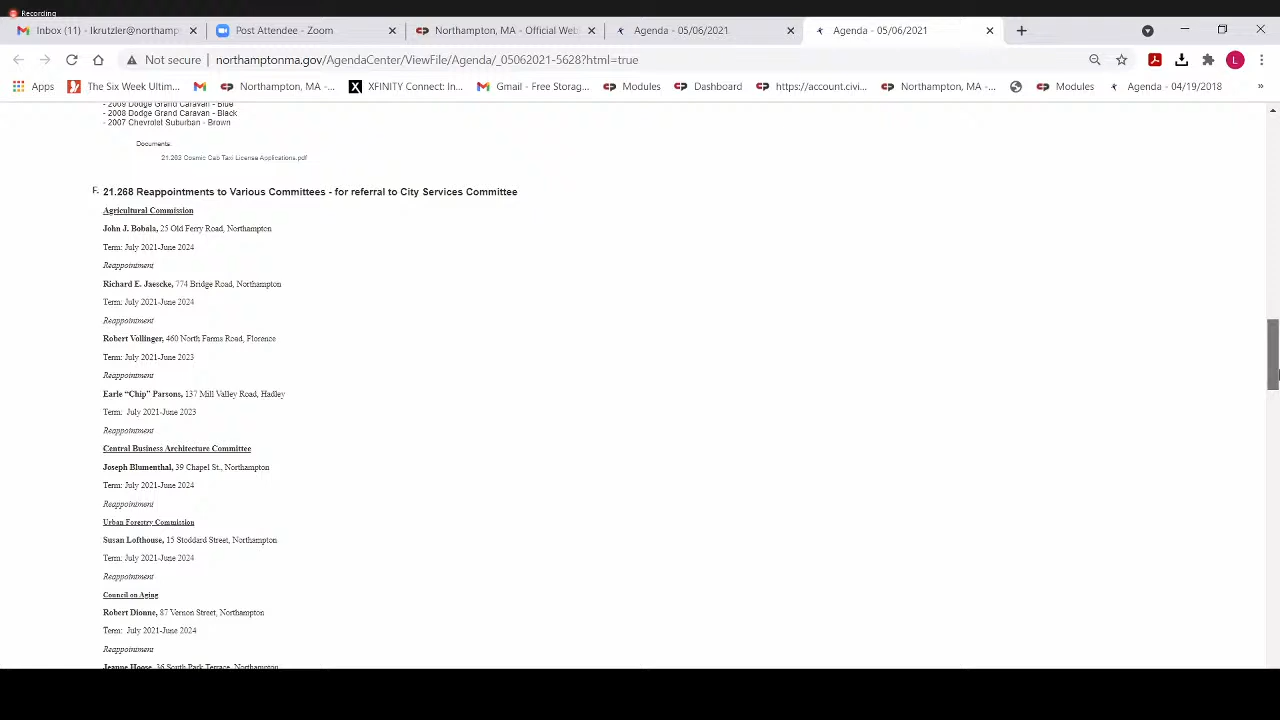 Recording
Inbox (11) - lkrutzler@northamp
Post Attendee - Zoom
Northampton, MA - Official Web
Agenda - 05/06/2021
Agenda - 05/06/2021
Not secure
northamptonma.gov/AgendaCenter/ViewFile/Agenda/_05062021-5628?html=true
L
Apps
The Six Week Ultim...
Northampton, MA -...
XFINITY Connect: In...
Gmail - Free Storag...
Modules
Dashboard
https://account.civi...
Northampton, MA -...
Modules
Agenda - 04/19/2018
»
- 2009 Dodge Grand Caravan - Blue
- 2008 Dodge Grand Caravan - Black
- 2007 Chevrolet Suburban - Brown
Documents:
21.263 Cosmic Cab Taxi License Applications.pdf
F. 21.268 Reappointments to Various Committees - for referral to City Services Committee
Agricultural Commission
John J. Bobala, 25 Old Ferry Road, Northampton
Term: July 2021-June 2024
Reappointment
Richard E. Jaescke, 774 Bridge Road, Northampton
Term: July 2021-June 2024
Reappointment
Robert Vollinger, 460 North Farms Road, Florence
Term: July 2021-June 2023
Reappointment
Earle “Chip” Parsons, 137 Mill Valley Road, Hadley
Term: July 2021-June 2023
Reappointment
Central Business Architecture Committee
Joseph Blumenthal, 39 Chapel St., Northampton
Term: July 2021-June 2024
Reappointment
Urban Forestry Commission
Susan Lofthouse, 15 Stoddard Street, Northampton
Term: July 2021-June 2024
Reappointment
Council on Aging
Robert Dionne, 87 Vernon Street, Northampton
Term: July 2021-June 2024
Reappointment
Jeanne Hoose, 36 South Park Terrace, Northampton